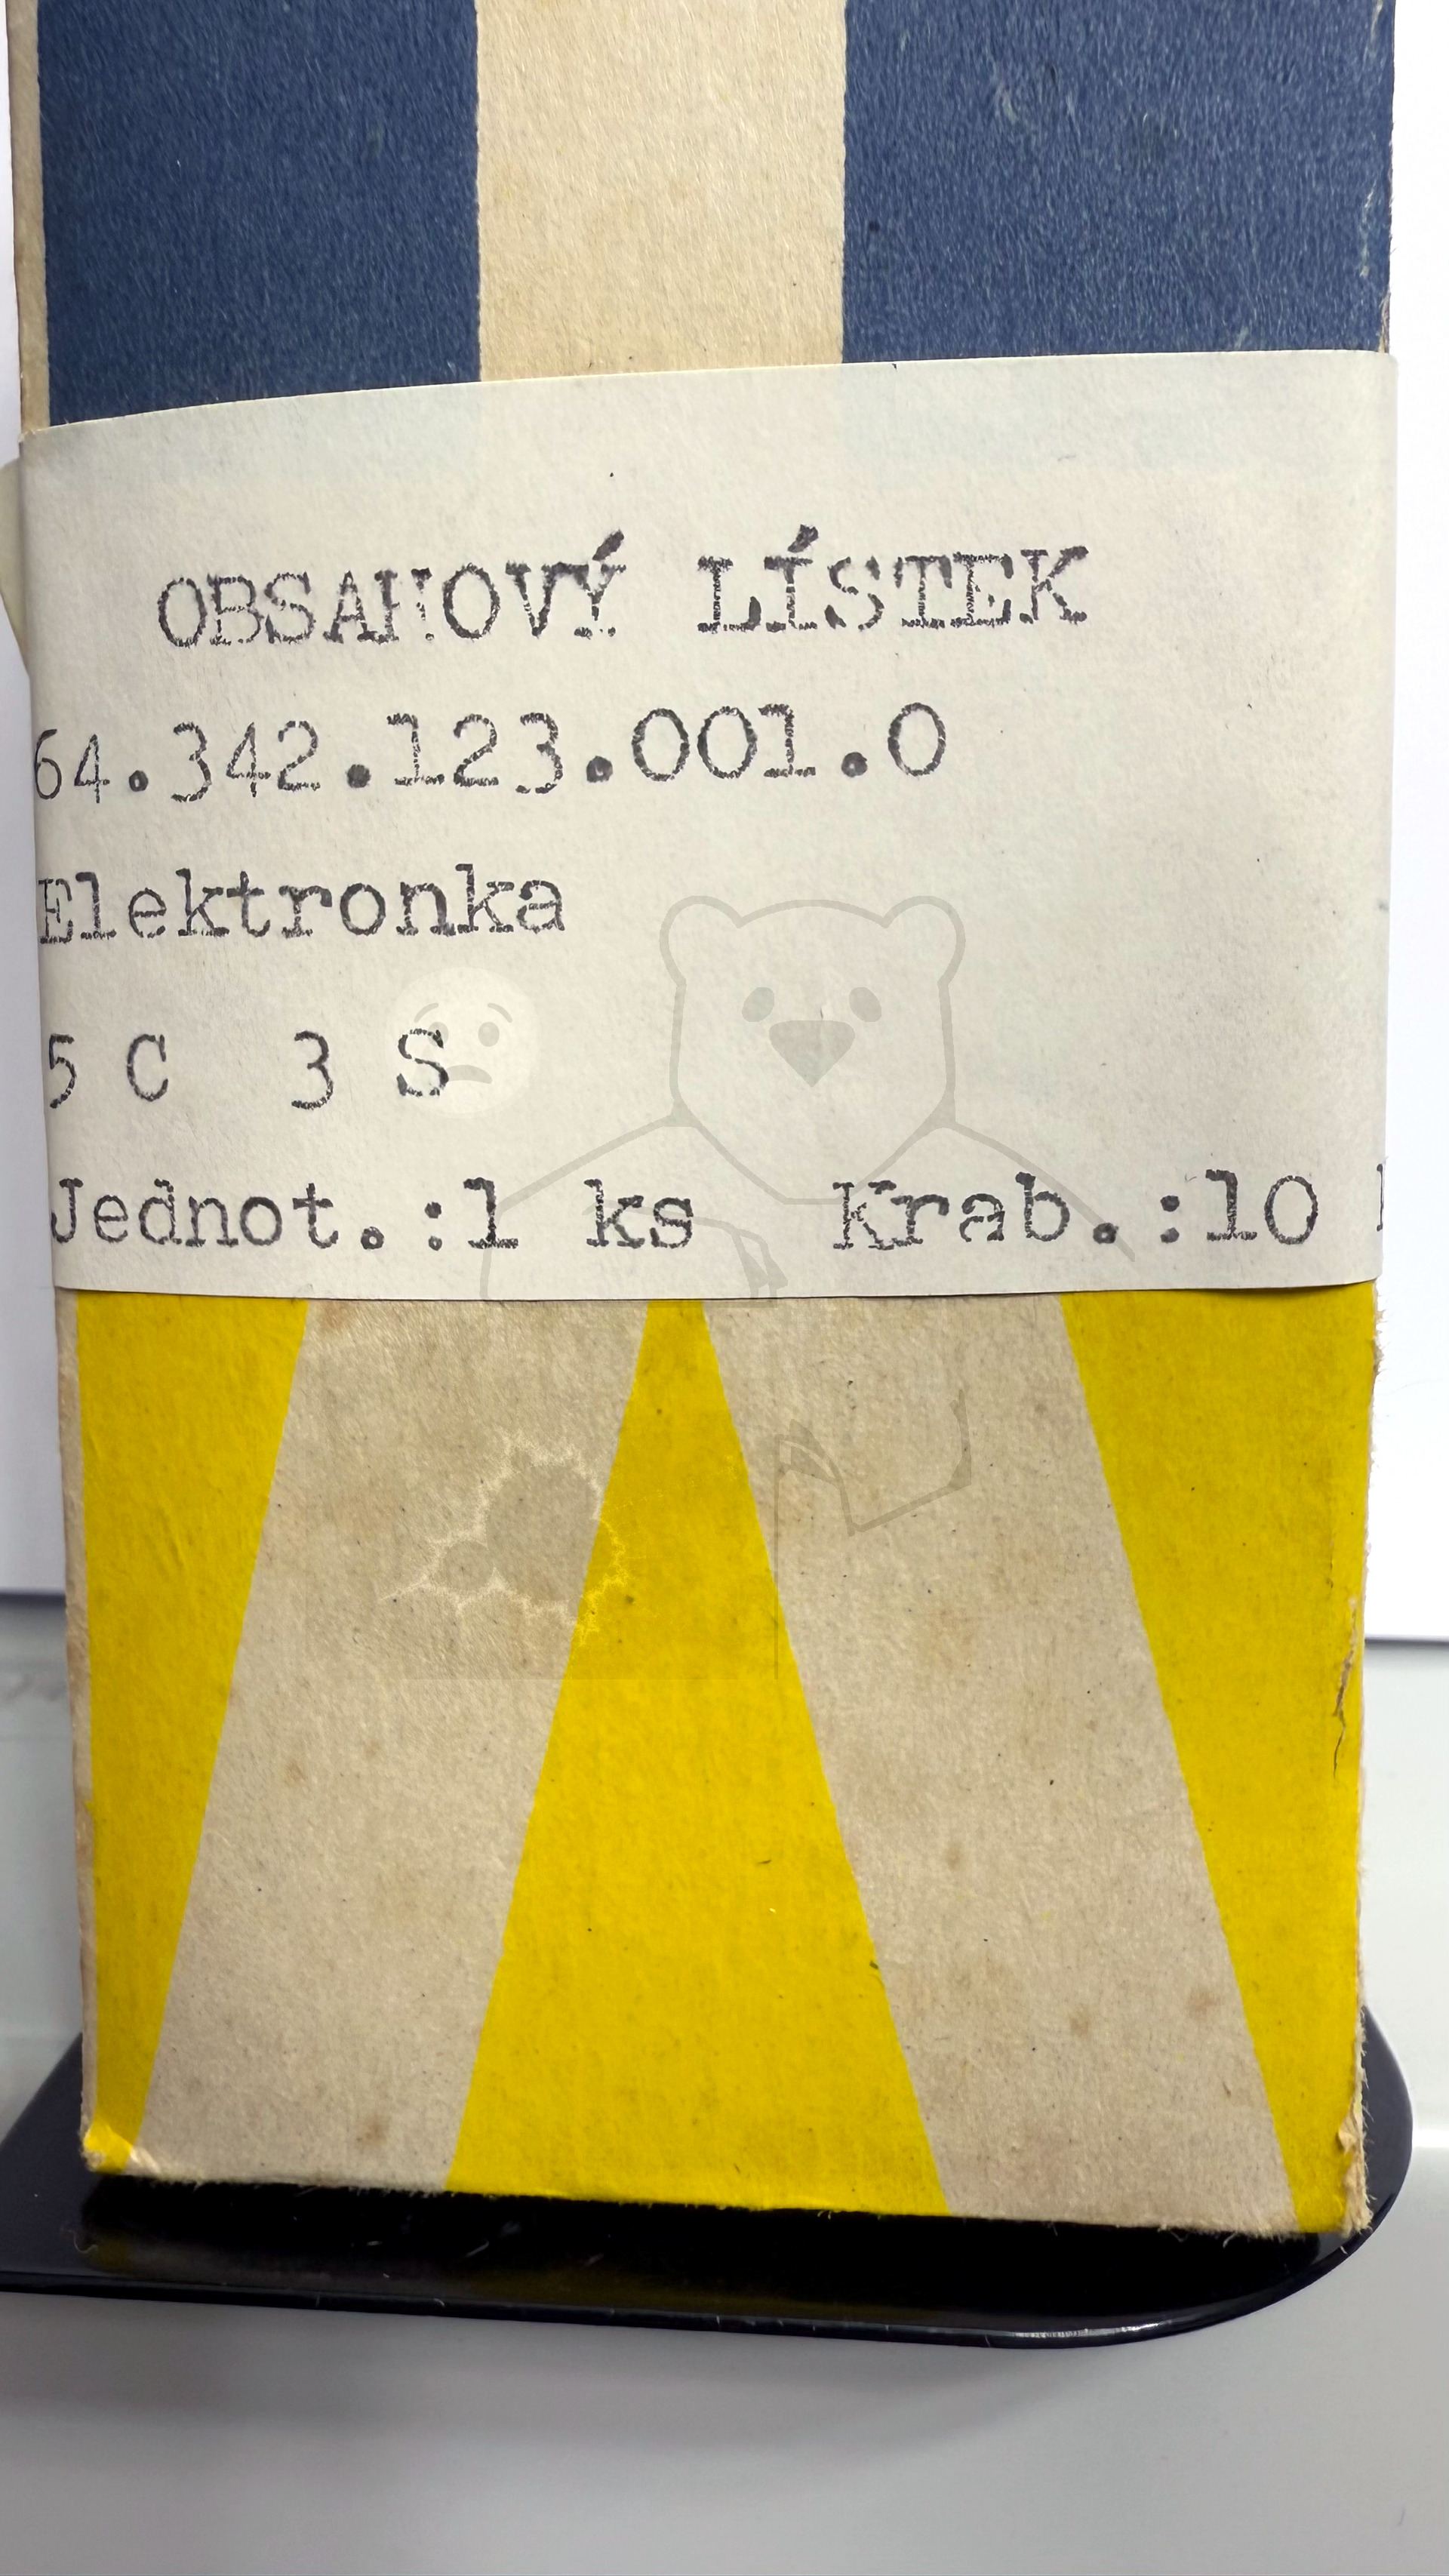 OBSAHOVÝ LÍSTEK
64.342.123.001.0
Elektronka
5 C 3 S
Jednot.:1 ks Krab.:10